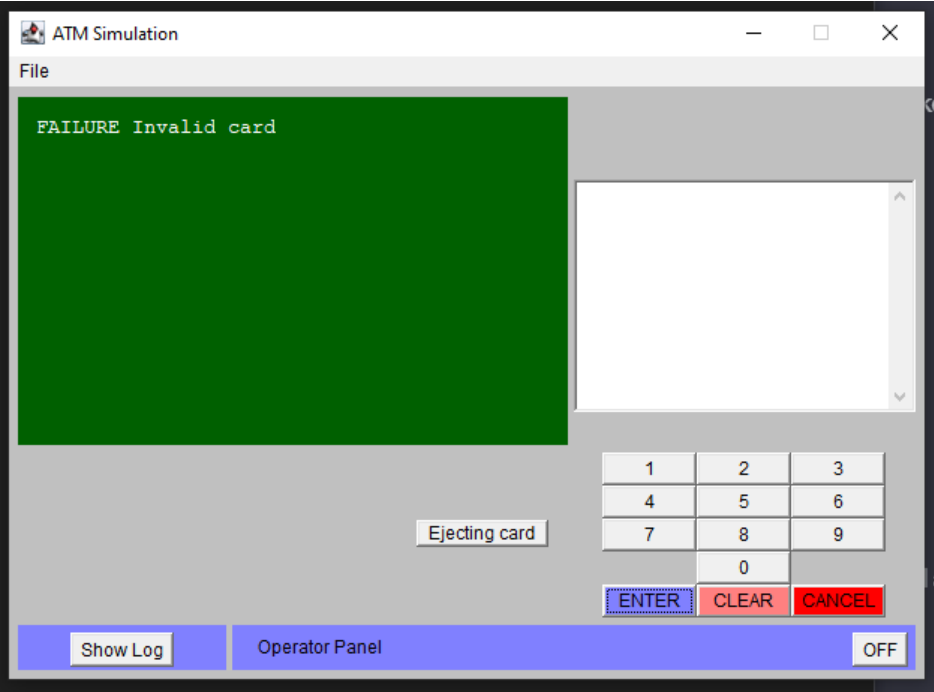 ATM Simulation
File
FAILURE Invalid card
1 2 3
4 5 6
Ejecting card
7 8 9
0
ENTER CLEAR CANCEL
Show Log
Operator Panel
OFF